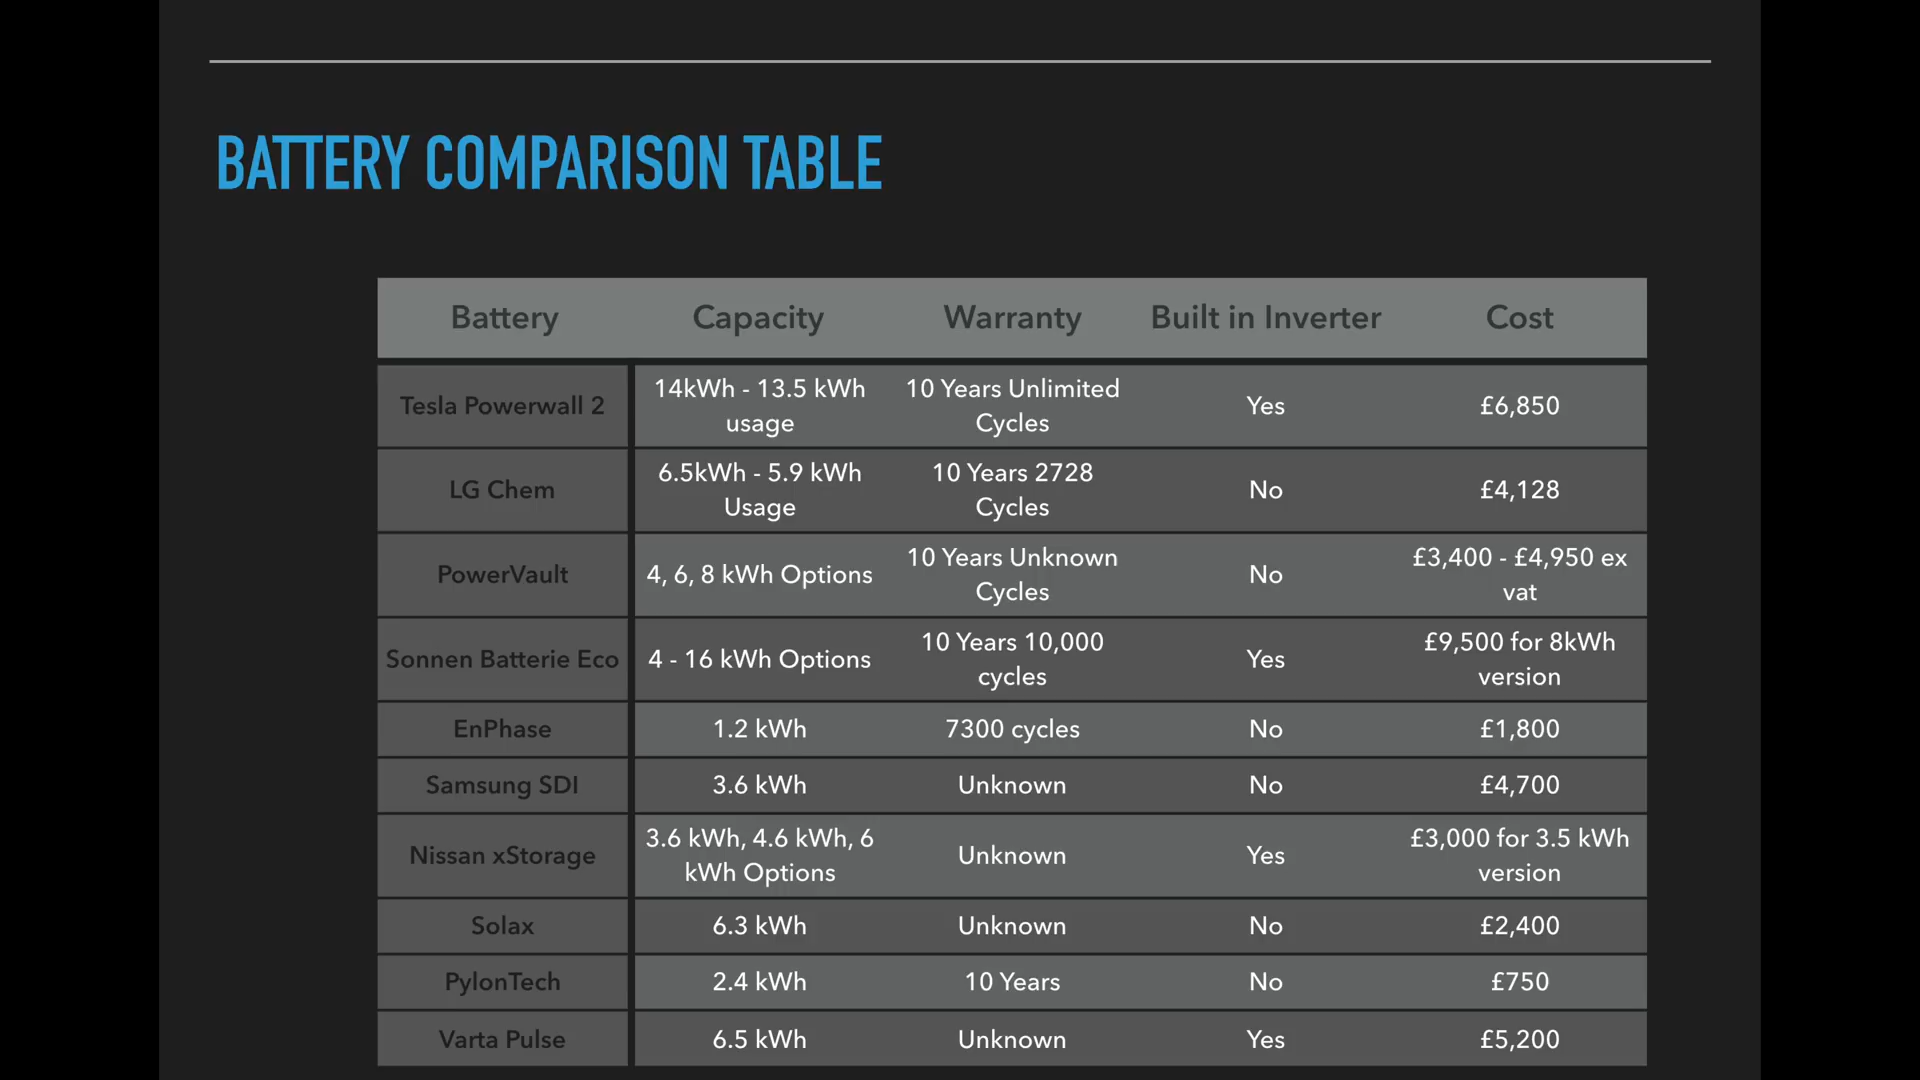 BATTERY COMPARISON TABLE
Battery Capacity Warranty Built in Inverter Cost
Tesla Powerwall 2 14kWh - 13.5 kWh usage 10 Years Unlimited Cycles Yes £6,850
LG Chem 6.5kWh - 5.9 kWh Usage 10 Years 2728 Cycles No £4,128
PowerVault 4, 6, 8 kWh Options 10 Years Unknown Cycles No £3,400 - £4,950 ex vat
Sonnen Batterie Eco 4 - 16 kWh Options 10 Years 10,000 cycles Yes £9,500 for 8kWh version
EnPhase 1.2 kWh 7300 cycles No £1,800
Samsung SDI 3.6 kWh Unknown No £4,700
Nissan xStorage 3.6 kWh, 4.6 kWh, 6 kWh Options Unknown Yes £3,000 for 3.5 kWh version
Solax 6.3 kWh Unknown No £2,400
PylonTech 2.4 kWh 10 Years No £750
Varta Pulse 6.5 kWh Unknown Yes £5,200